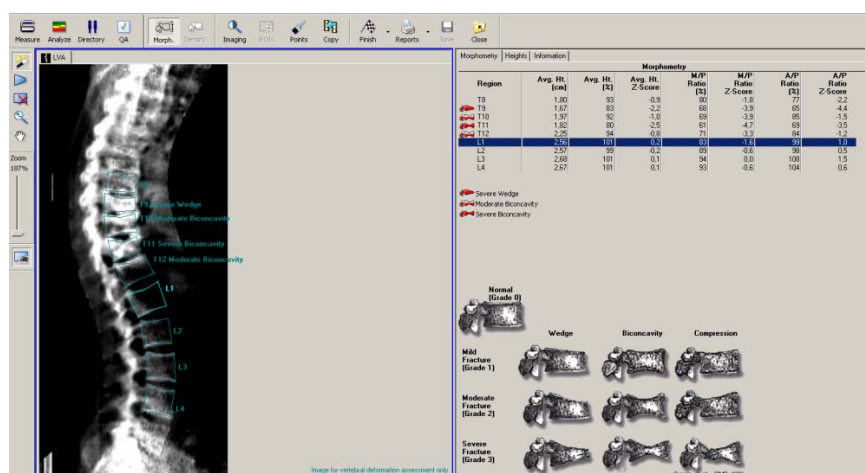 Measure Analyze Directory QA Morph. Density Imaging ROIs Points Copy Finish Reports Save Close
LVA
Zoom
187%
T9 Severe Wedge
T10 Moderate Biconcavity
T11 Severe Biconcavity
T12 Moderate Biconcavity
L1
L2
L3
L4
Image for vertebral deformation assessment only
Morphometry Heights Information
Morphometry
Region Avg. Ht. (cm) Avg. Ht. (%) Avg. Ht. Z-Score M/P Ratio (%) M/P Ratio Z-Score A/P Ratio (%) A/P Ratio Z-Score
T8 1,80 93 -0,9 80 -1,8 77 -2,2
T9 1,67 83 -2,2 68 -3,9 65 -4,4
T10 1,97 92 -1,0 69 -3,9 85 -1,5
T11 1,82 80 -2,5 61 -4,7 69 -3,5
T12 2,25 94 -0,8 71 -3,3 84 -1,2
L1 2,56 101 0,2 83 -1,6 99 1,0
L2 2,57 99 -0,2 89 -0,6 98 0,5
L3 2,68 101 0,1 94 0,0 108 1,5
L4 2,67 101 0,1 93 -0,6 104 0,6
Severe Wedge
Moderate Biconcavity
Severe Biconcavity
Normal
(Grade 0)
Wedge Biconcavity Compression
Mild
Fracture
(Grade 1)
Moderate
Fracture
(Grade 2)
Severe
Fracture
(Grade 3)